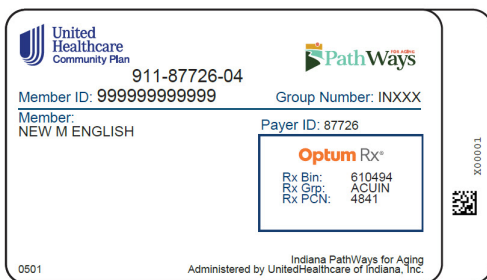 United
Healthcare
Community Plan
FOR AGING
PathWays
911-87726-04
Member ID: 999999999999 Group Number: INXXX
Member:
NEW M ENGLISH
Payer ID: 87726
Optum Rx®
Rx Bin: 610494
Rx Grp: ACUIN
Rx PCN: 4841
0501
Indiana PathWays for Aging
Administered by UnitedHealthcare of Indiana, Inc.
X00001